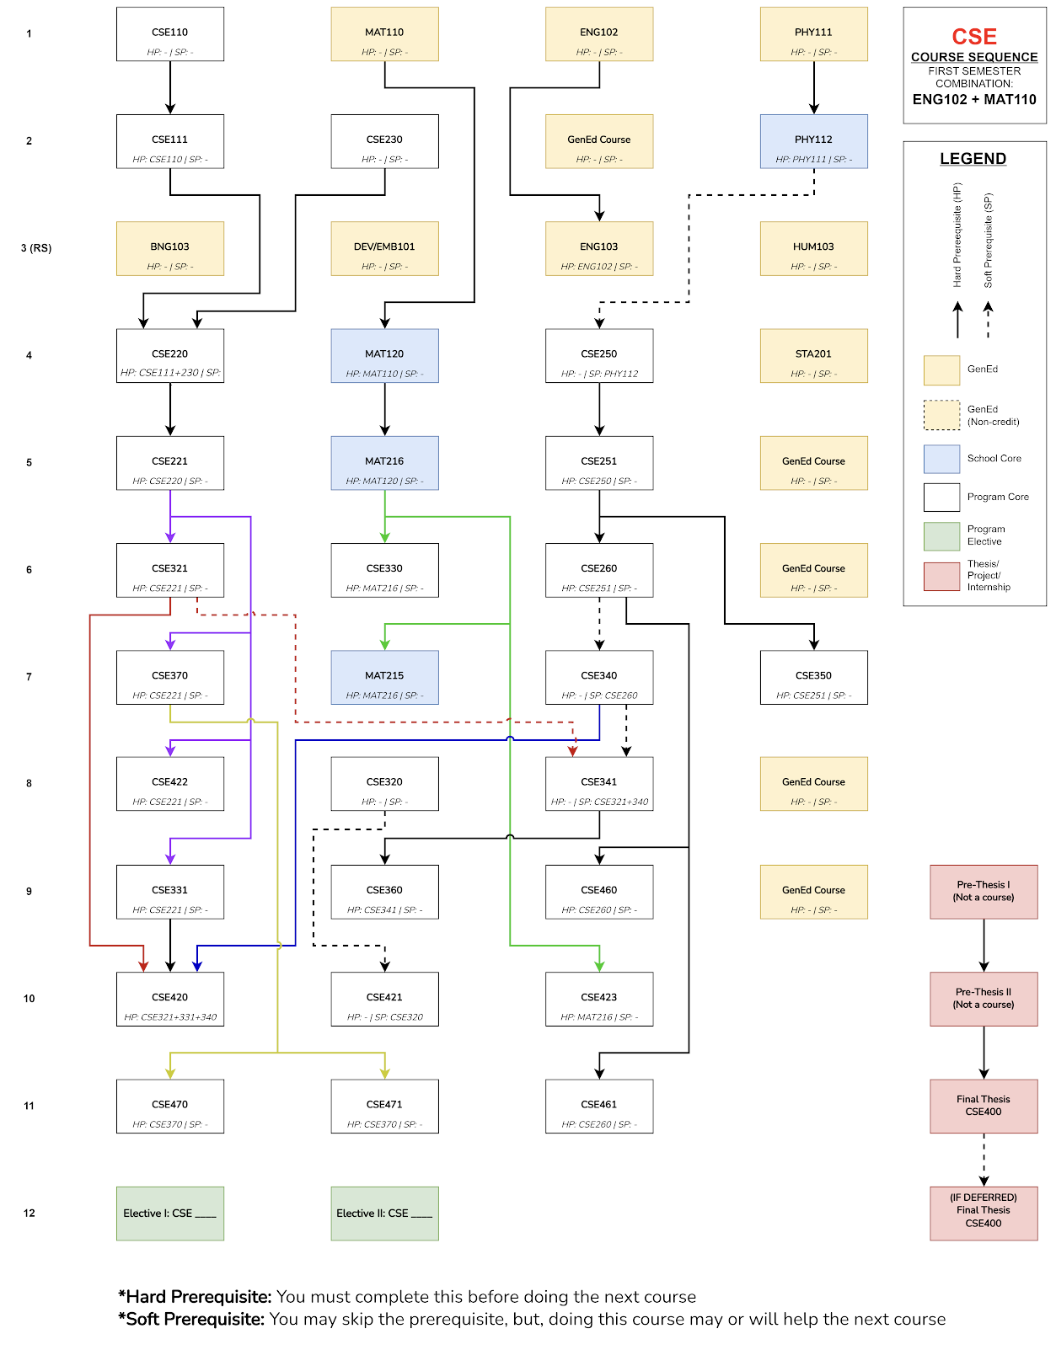 1
CSE110
HP: - | SP: -
MAT110
HP: - | SP: -
ENG102
HP: - | SP: -
PHY111
HP: - | SP: -
CSE
COURSE SEQUENCE
FIRST SEMESTER
COMBINATION:
ENG102 + MAT110
2
CSE111
HP: CSE110 | SP: -
CSE230
HP: - | SP: -
GenEd Course
HP: - | SP: -
PHY112
HP: PHY111 | SP: -
LEGEND
Hard Prereequisite (HP)
Soft Prerequisite (SP)
3 (RS)
BNG103
HP: - | SP: -
DEV/EMB101
HP: - | SP: -
ENG103
HP: ENG102 | SP: -
HUM103
HP: - | SP: -
4
CSE220
HP: CSE111+230 | SP:
MAT120
HP: MAT110 | SP: -
CSE250
HP: - | SP: PHY112
STA201
HP: - | SP: -
GenEd
GenEd
(Non-credit)
School Core
Program Core
Program
Elective
Thesis/
Project/
Internship
5
CSE221
HP: CSE220 | SP: -
MAT216
HP: MAT120 | SP: -
CSE251
HP: CSE250 | SP: -
GenEd Course
HP: - | SP: -
6
CSE321
HP: CSE221 | SP: -
CSE330
HP: MAT216 | SP: -
CSE260
HP: CSE251 | SP: -
GenEd Course
HP: - | SP: -
7
CSE370
HP: CSE221 | SP: -
MAT215
HP: MAT216 | SP: -
CSE340
HP: - | SP: CSE260
CSE350
HP: CSE251 | SP: -
8
CSE422
HP: CSE221 | SP: -
CSE320
HP: - | SP: -
CSE341
HP: - | SP: CSE321+340
GenEd Course
HP: - | SP: -
9
CSE331
HP: CSE221 | SP: -
CSE360
HP: CSE341 | SP: -
CSE460
HP: CSE260 | SP: -
GenEd Course
HP: - | SP: -
Pre-Thesis I
(Not a course)
10
CSE420
HP: CSE321+331+340
CSE421
HP: - | SP: CSE320
CSE423
HP: MAT216 | SP: -
Pre-Thesis II
(Not a course)
11
CSE470
HP: CSE370 | SP: -
CSE471
HP: CSE370 | SP: -
CSE461
HP: CSE260 | SP: -
Final Thesis
CSE400
12
Elective I: CSE ____
Elective II: CSE ____
(IF DEFERRED)
Final Thesis
CSE400
*Hard Prerequisite: You must complete this before doing the next course
*Soft Prerequisite: You may skip the prerequisite, but, doing this course may or will help the next course